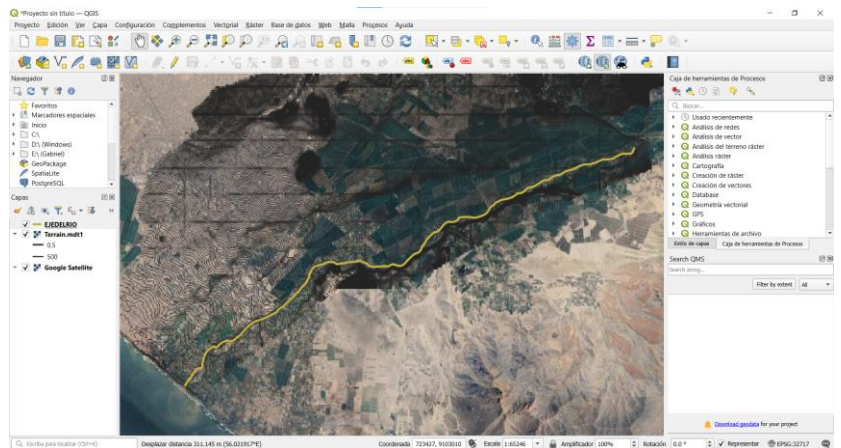 *Proyecto sin título — QGIS
Proyecto Edición Ver Capa Configuración Complementos Vectorial Ráster Base de datos Web Malla Procesos Ayuda
Navegador
Favoritos
Marcadores espaciales
Inicio
C:\
D:\ (Windows)
E:\ (Gabriel)
GeoPackage
SpatiaLite
PostgreSQL
Capas
EJEDELRIO
Terrain.mdt1
0.5
500
Google Satellite
Caja de herramientas de Procesos
Buscar...
Usado recientemente
Análisis de redes
Análisis de vector
Análisis del terreno ráster
Análisis ráster
Cartografía
Creación de ráster
Creación de vectores
Database
Geometría vectorial
GPS
Gráficos
Herramientas de archivo
Estilo de capas Caja de herramientas de Procesos
Search QMS
Search string...
Filter by extent All
Download geodata for your project
Escriba para localizar (Ctrl+K)
Desplazar distancia 311.145 m (56.021917°E)
Coordenada 723427, 9103010
Escala 1:65246
Amplificador 100%
Rotación 0.0 °
Representar
EPSG:32717